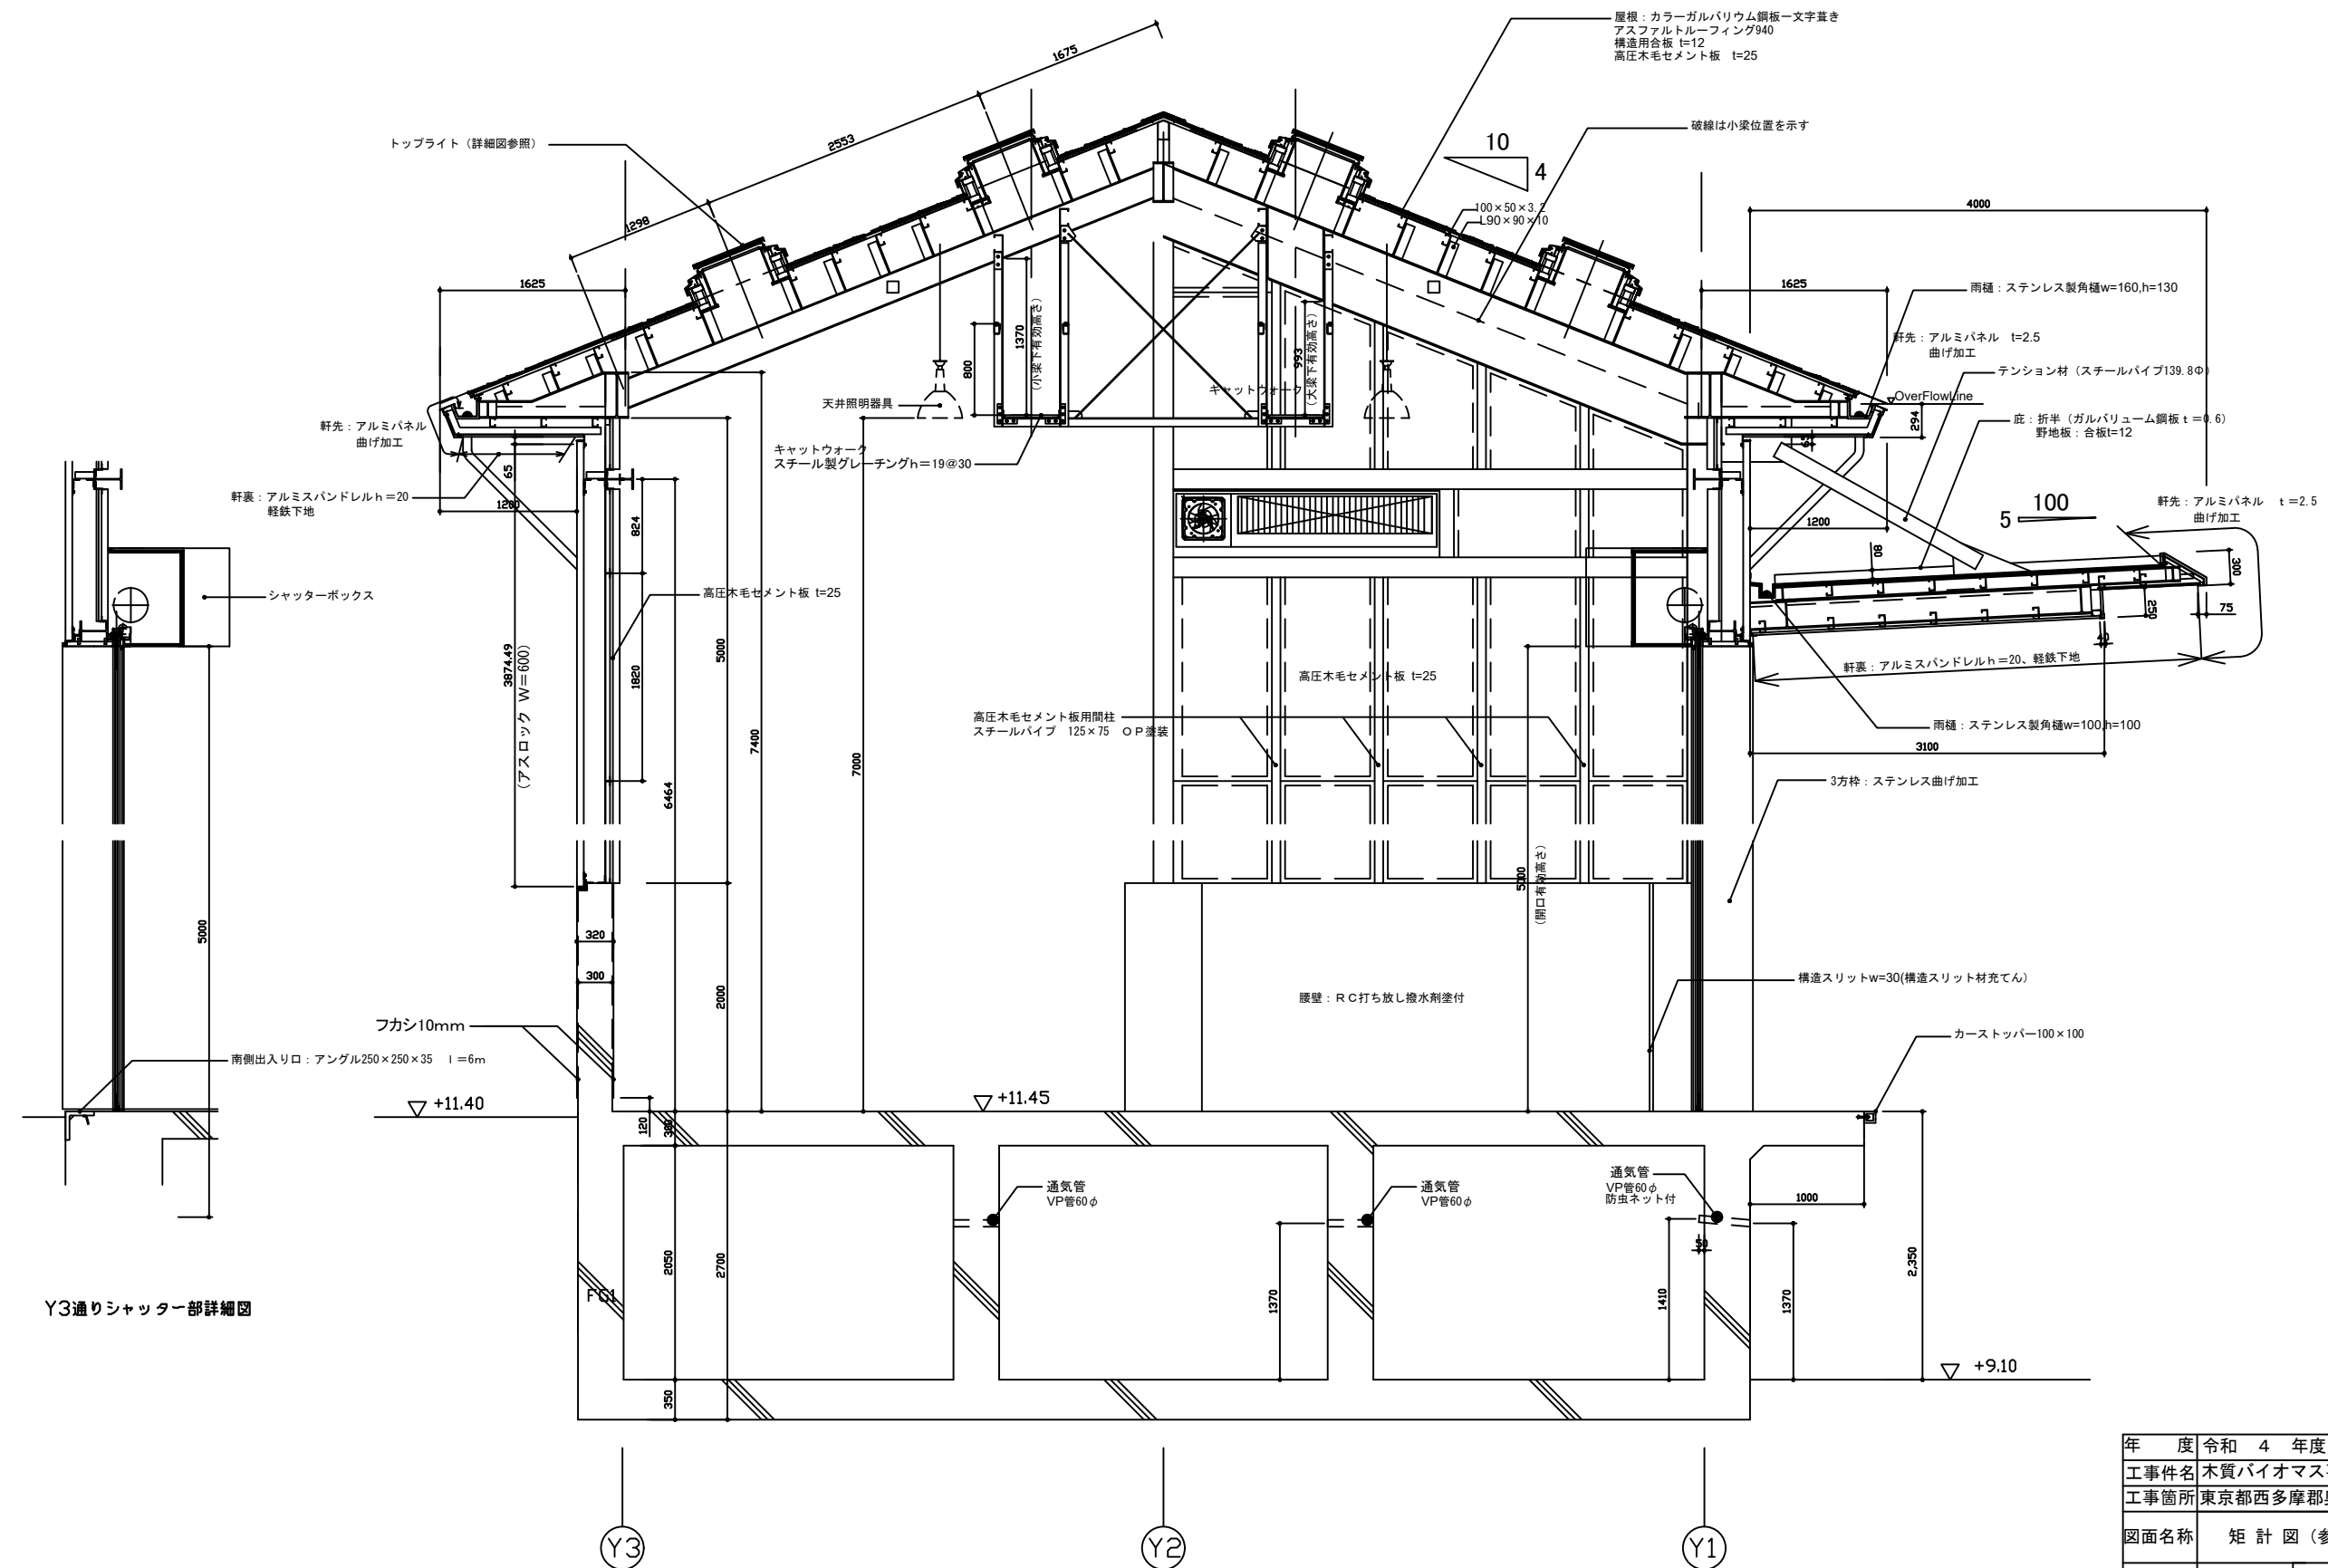 屋根：カラーガルバリウム鋼板一文字葺き
アスファルトルーフィング940
構造用合板 t=12
高圧木毛セメント板　t=25
1675
2553
1298
トップライト（詳細図参照）
破線は小梁位置を示す
10
4
100×50×3.2
L90×90×10
4000
1625
1625
雨樋：ステンレス製角樋w=160,h=130
軒先：アルミパネル　t=2.5
曲げ加工
テンション材（スチールパイプ139.8Φ）
OverFlowLine
294
65
庇：折半（ガルバリューム鋼板ｔ＝0.6）
野地板：合板t=12
軒先：アルミパネル　ｔ＝2.5
曲げ加工
100
5
1200
80
300
250
75
40
軒裏：アルミスパンドレルｈ＝20、軽鉄下地
雨樋：ステンレス製角樋w=100,h=100
3100
3方枠：ステンレス曲げ加工
1370
（小梁下有効高さ）
800
993
（大梁下有効高さ）
キャットウォーク
天井照明器具
キャットウォーク
スチール製グレーチングｈ＝19@30
軒先：アルミパネル
曲げ加工
軒裏：アルミスパンドレルｈ＝20
軽鉄下地
65
1200
824
1820
高圧木毛セメント板 t=25
シャッターボックス
3874.49
（アスロック W＝600）
5000
7400
7000
6464
高圧木毛セメント板 t=25
高圧木毛セメント板用間柱
スチールパイプ　125×75　ＯＰ塗装
5000
（開口有効高さ）
5000
320
300
2000
腰壁：ＲＣ打ち放し撥水剤塗付
構造スリットw=30(構造スリット材充てん）
カーストッパー100×100
フカシ10mm
南側出入り口：アングル250×250×35　ｌ＝6ｍ
+11.40
+11.45
120
300
通気管
VP管60φ
通気管
VP管60φ
通気管
VP管60φ
防虫ネット付
1000
50
2050
2700
1370
1410
1370
2,350
FG1
350
+9.10
Y3通りシャッター部詳細図
Y3
Y2
Y1
年　度 令和　4　年度
工事件名 木質バイオマス
工事箇所 東京都西多摩郡
図面名称 矩 計 図（参